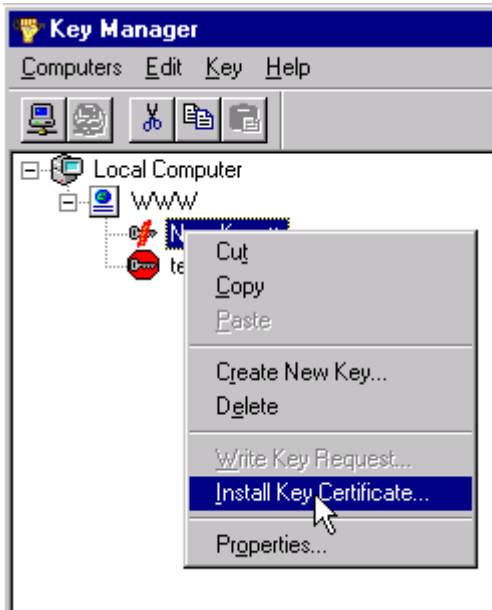 Key Manager
Computers Edit Key Help
Local Computer
WWW
Cut
Copy
Paste
Create New Key...
Delete
Write Key Request...
Install Key Certificate...
Properties...